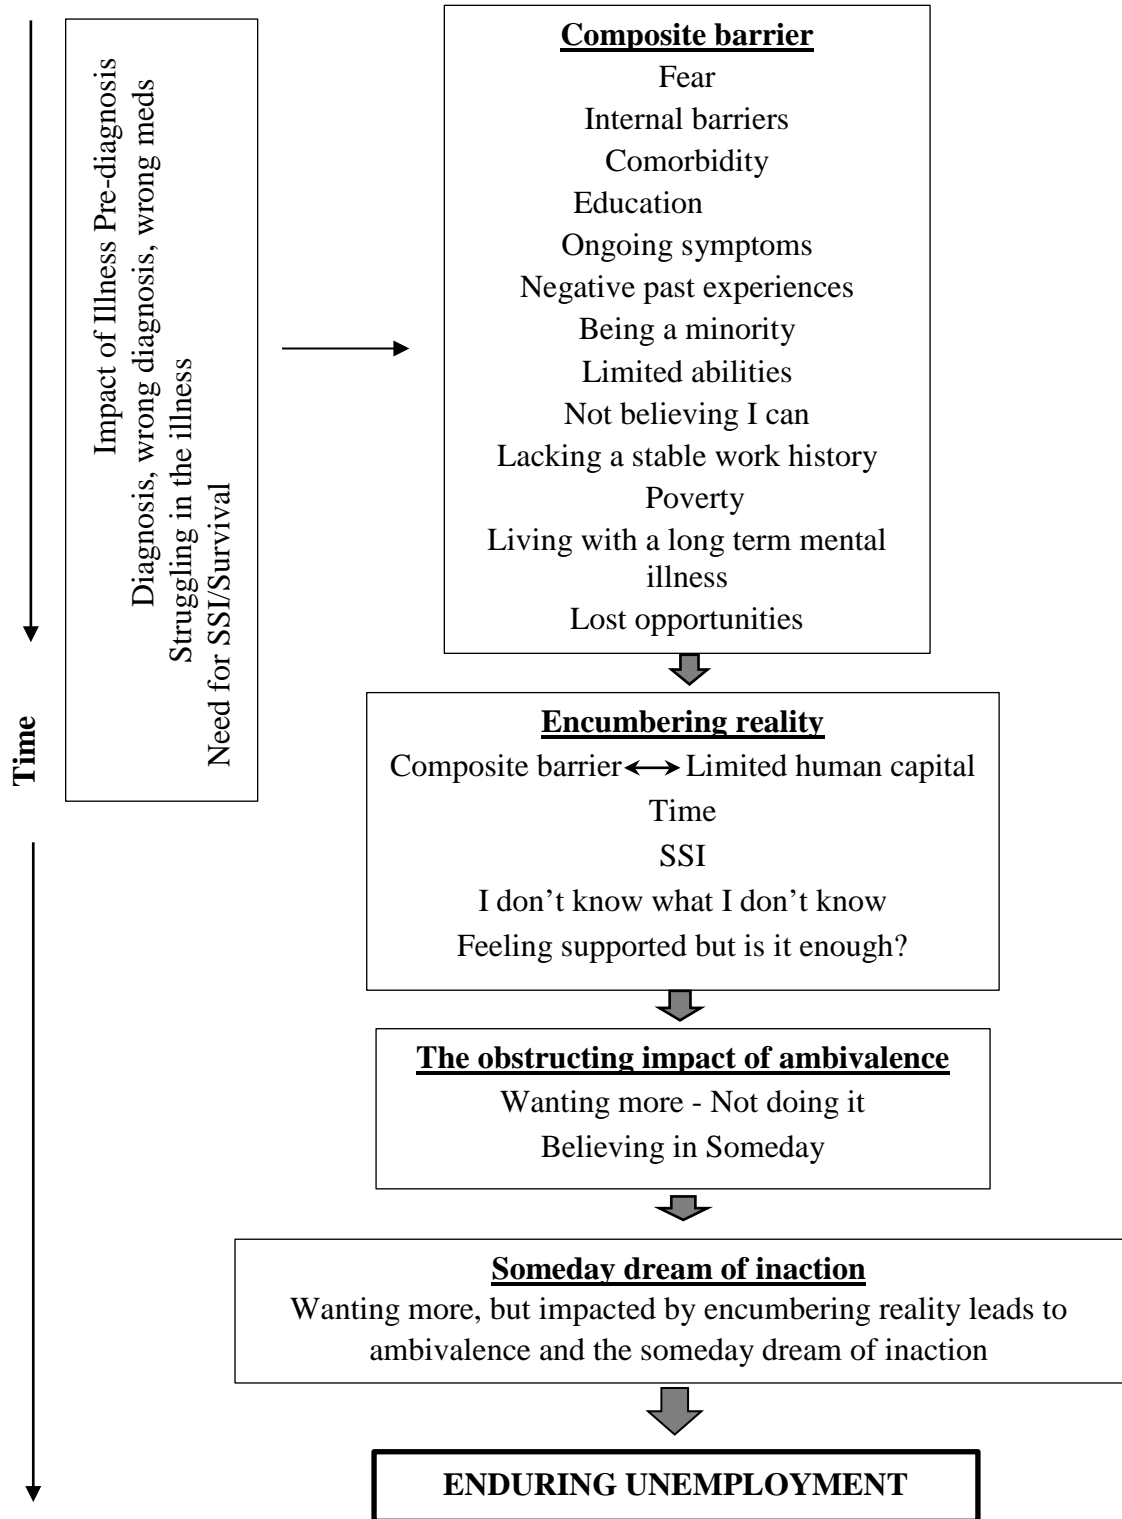 Time
Impact of Illness Pre-diagnosis
Diagnosis, wrong diagnosis, wrong meds
Struggling in the illness
Need for SSI/Survival
Composite barrier
Fear
Internal barriers
Comorbidity
Education
Ongoing symptoms
Negative past experiences
Being a minority
Limited abilities
Not believing I can
Lacking a stable work history
Poverty
Living with a long term mental
illness
Lost opportunities
Encumbering reality
Composite barrier Limited human capital
Time
SSI
I don’t know what I don’t know
Feeling supported but is it enough?
The obstructing impact of ambivalence
Wanting more - Not doing it
Believing in Someday
Someday dream of inaction
Wanting more, but impacted by encumbering reality leads to
ambivalence and the someday dream of inaction
ENDURING UNEMPLOYMENT